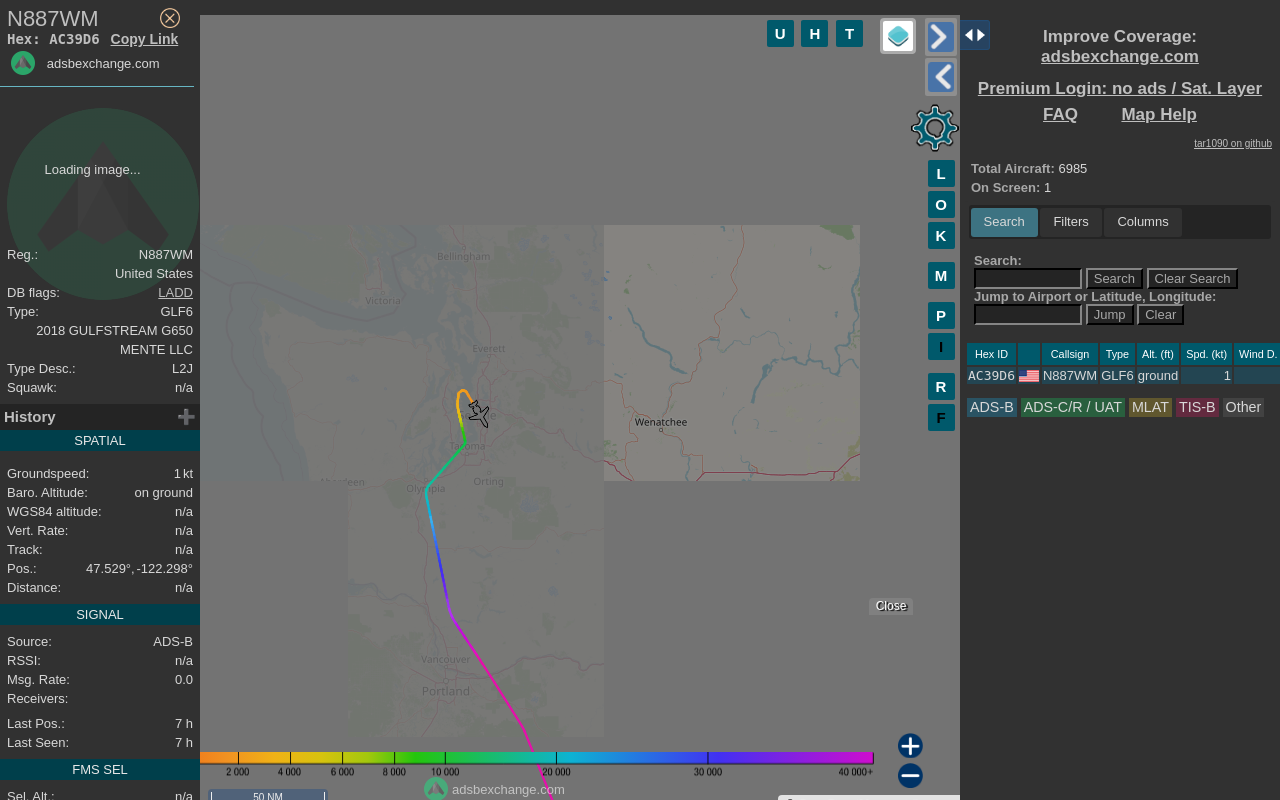 N887WM
Hex: AC39D6 Copy Link
adsbexchange.com
Loading image...
Reg.: N887WM
United States
DB flags: LADD
Type: GLF6
2018 GULFSTREAM G650
MENTE LLC
Type Desc.: L2J
Squawk: n/a
History
SPATIAL
Groundspeed: 1 kt
Baro. Altitude: on ground
WGS84 altitude: n/a
Vert. Rate: n/a
Track: n/a
Pos.: 47.529°, -122.298°
Distance: n/a
SIGNAL
Source: ADS-B
RSSI: n/a
Msg. Rate: 0.0
Receivers:
Last Pos.: 7 h
Last Seen: 7 h
FMS SEL
Sel. Alt.: n/a
U H T
L
O
K
M
P
I
R
F
Bellingham
Victoria
Everett
Wenatchee
Tacoma
Aberdeen
Olympia
Orting
Vancouver
Portland
Close
2 000 4 000 6 000 8 000 10 000 20 000 30 000 40 000+
adsbexchange.com
50 NM
Improve Coverage:
adsbexchange.com
Premium Login: no ads / Sat. Layer
FAQ Map Help
tar1090 on github
Total Aircraft: 6985
On Screen: 1
Search Filters Columns
Search:
Search Clear Search
Jump to Airport or Latitude, Longitude:
Jump Clear
Hex ID Callsign Type Alt. (ft) Spd. (kt) Wind D.
AC39D6 N887WM GLF6 ground 1
ADS-B ADS-C/R / UAT MLAT TIS-B Other